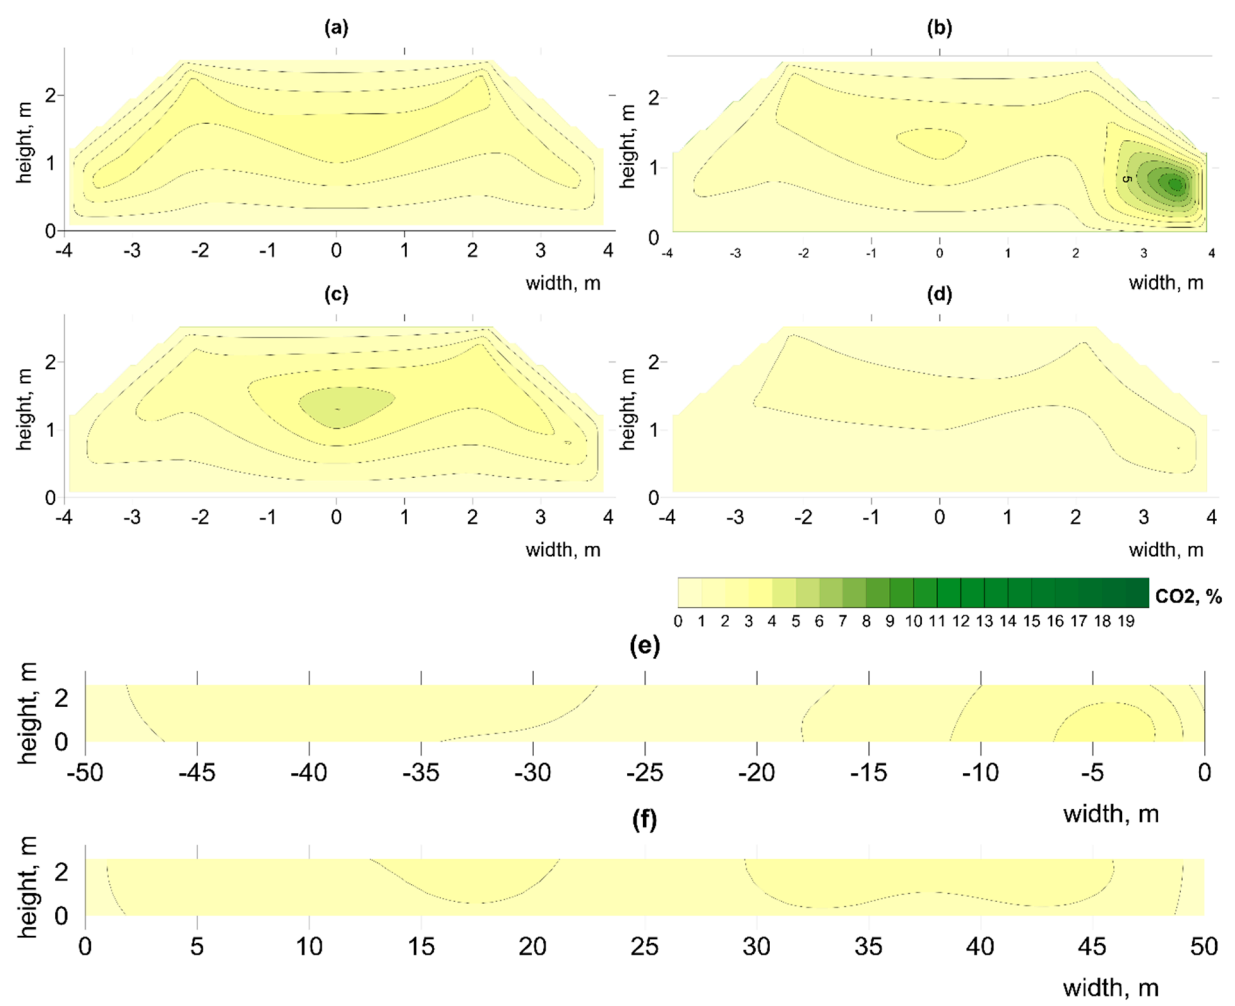 (a)
(b)
height, m
2
1
0
-4 -3 -2 -1 0 1 2 3 4
width, m
height, m
2
1
0
5
-4 -3 -2 -1 0 1 2 3 4
width, m
(c)
(d)
height, m
2
1
0
-4 -3 -2 -1 0 1 2 3 4
width, m
height, m
2
1
0
-4 -3 -2 -1 0 1 2 3 4
width, m
CO2, %
0 1 2 3 4 5 6 7 8 9 10 11 12 13 14 15 16 17 18 19
(e)
height, m
2
0
-50 -45 -40 -35 -30 -25 -20 -15 -10 -5 0
width, m
(f)
height, m
2
0
0 5 10 15 20 25 30 35 40 45 50
width, m